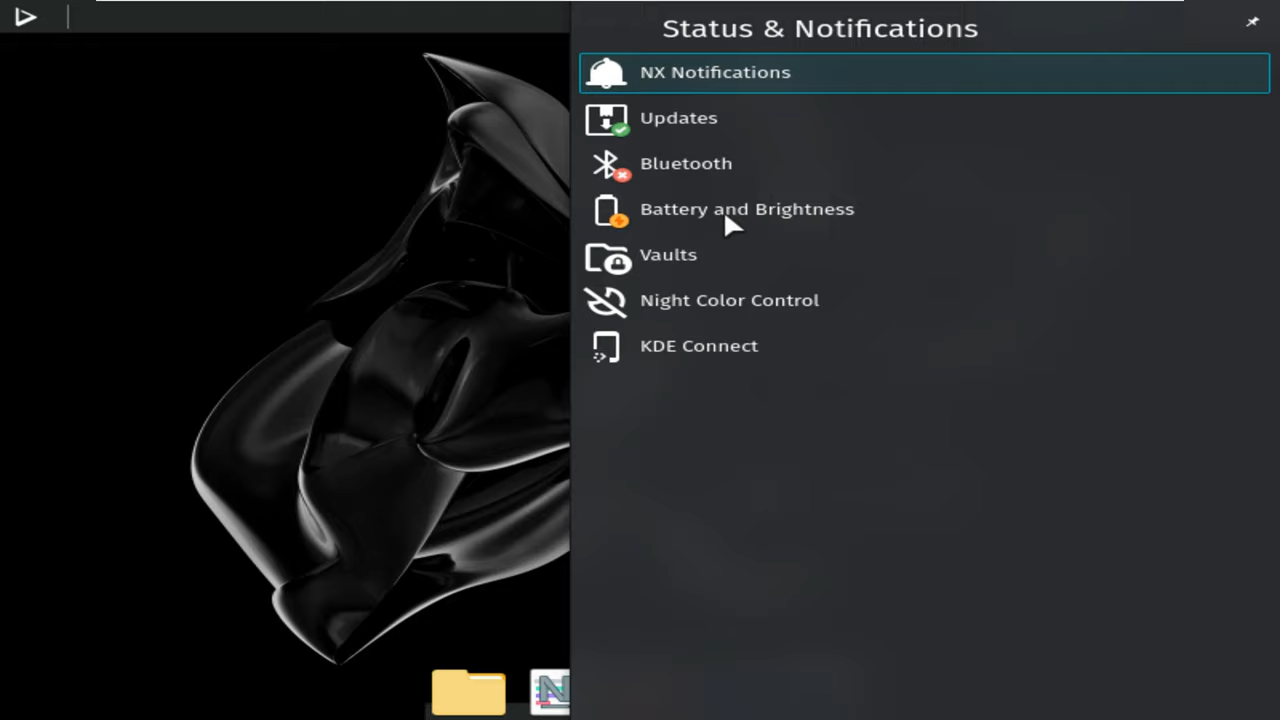 Status & Notifications
NX Notifications
Updates
Bluetooth
Battery and Brightness
Vaults
Night Color Control
KDE Connect